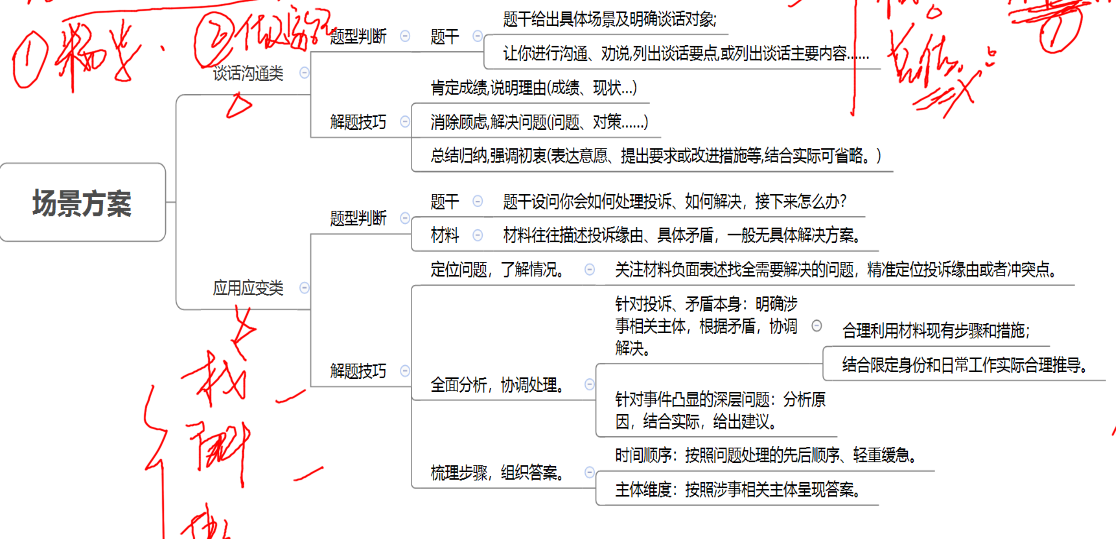 题干给出具体场景及明确谈话对象;
题型判断 题干
让你进行沟通、劝说,列出谈话要点,或列出谈话主要内容……
谈话沟通类
肯定成绩,说明理由(成绩、现状...)
解题技巧 消除顾虑,解决问题(问题、对策……)
总结归纳,强调初衷(表达意愿、提出要求或改进措施等,结合实际可省略。)
场景方案
题干 题干设问你会如何处理投诉、如何解决，接下来怎么办?
题型判断
材料 材料往往描述投诉缘由、具体矛盾，一般无具体解决方案。
定位问题，了解情况。 关注材料负面表述找全需要解决的问题，精准定位投诉缘由或者冲突点。
应用应变类
针对投诉、矛盾本身：明确涉
事相关主体，根据矛盾，协调
解决。
合理利用材料现有步骤和措施；
结合限定身份和日常工作实际合理推导。
解题技巧
全面分析，协调处理。
针对事件凸显的深层问题：分析原
因，结合实际，给出建议。
时间顺序：按照问题处理的先后顺序、轻重缓急。
梳理步骤，组织答案。
主体维度：按照涉事相关主体呈现答案。
① ②
找